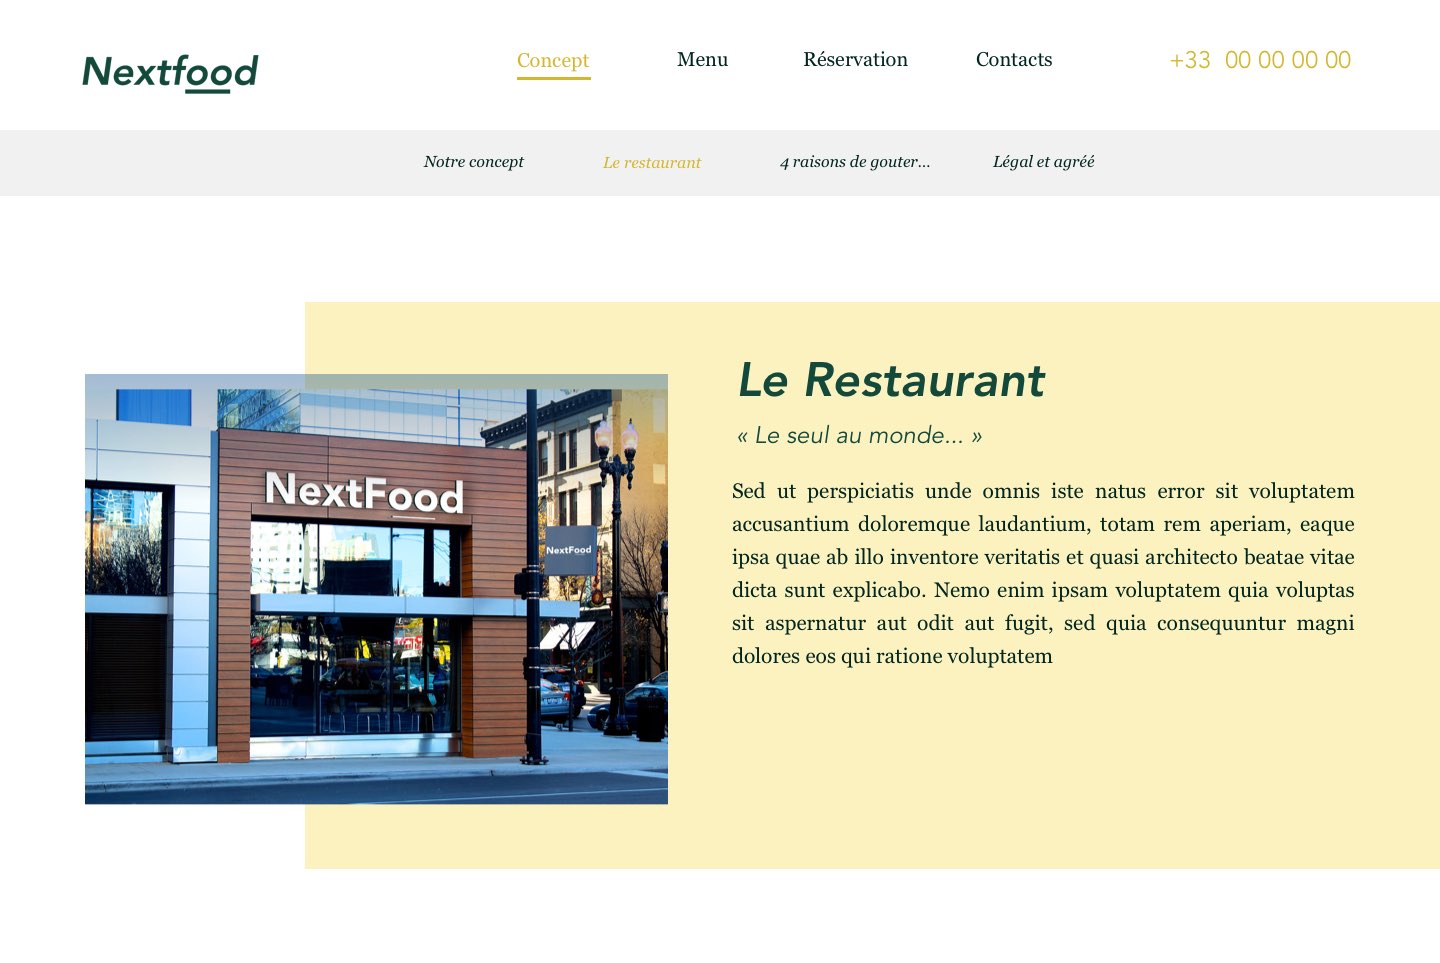 Nextfood
Concept
Menu
Réservation
Contacts
+33 00 00 00 00
Notre concept
Le restaurant
4 raisons de gouter...
Légal et agréé
Le Restaurant
« Le seul au monde... »
NextFood
NextFood
Sed ut perspiciatis unde omnis iste natus error sit voluptatem
accusantium doloremque laudantium, totam rem aperiam, eaque
ipsa quae ab illo inventore veritatis et quasi architecto beatae vitae
dicta sunt explicabo. Nemo enim ipsam voluptatem quia voluptas
sit aspernatur aut odit aut fugit, sed quia consequuntur magni
dolores eos qui ratione voluptatem